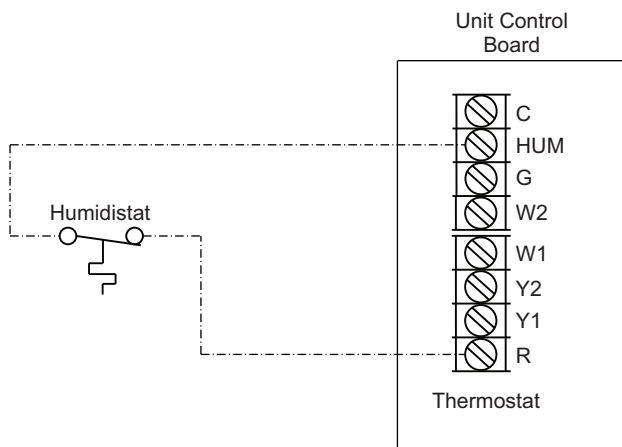 Unit Control
Board
C
HUM
G
W2
Humidistat
W1
Y2
Y1
R
Thermostat